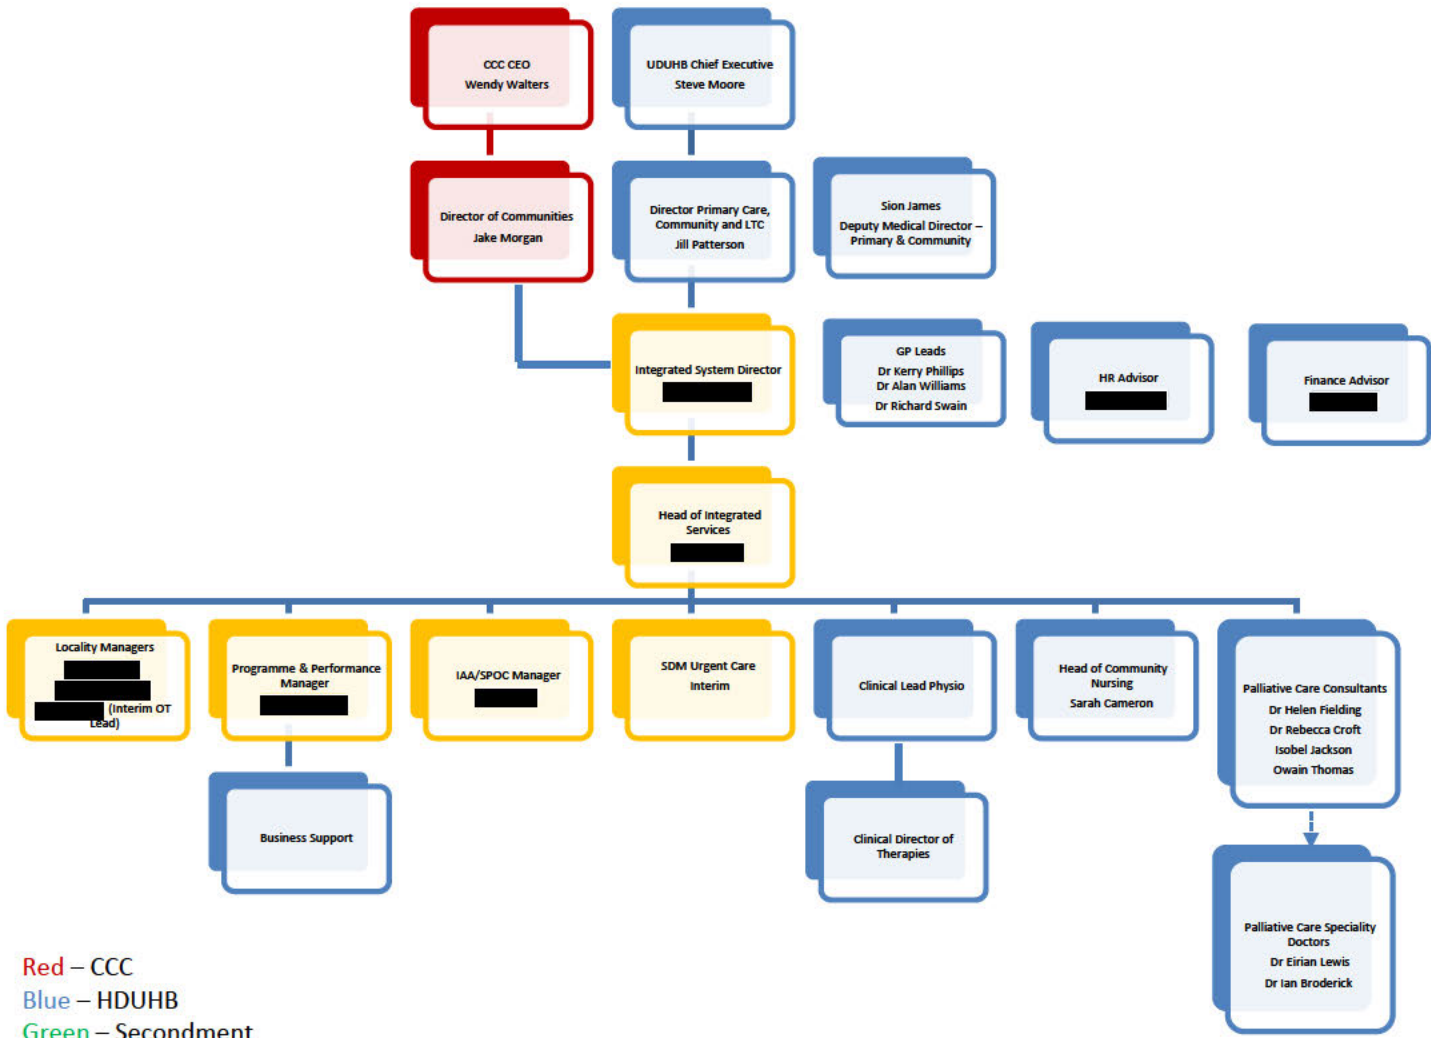 CCC CEO
Wendy Walters
UDUHB Chief Executive
Steve Moore
Director of Communities
Jake Morgan
Director Primary Care,
Community and LTC
Jill Patterson
Sion James
Deputy Medical Director –
Primary & Community
Integrated System Director
GP Leads
Dr Kerry Phillips
Dr Alan Williams
Dr Richard Swain
HR Advisor
Finance Advisor
Head of Integrated
Services
Locality Managers
(Interim OT
Lead)
Programme & Performance
Manager
IAA/SPOC Manager
SDM Urgent Care
Interim
Clinical Lead Physio
Head of Community
Nursing
Sarah Cameron
Palliative Care Consultants
Dr Helen Fielding
Dr Rebecca Croft
Isobel Jackson
Owain Thomas
Business Support
Clinical Director of
Therapies
Palliative Care Speciality
Doctors
Dr Eirian Lewis
Dr Ian Broderick
Red – CCC
Blue – HDUHB
Green – Secondment